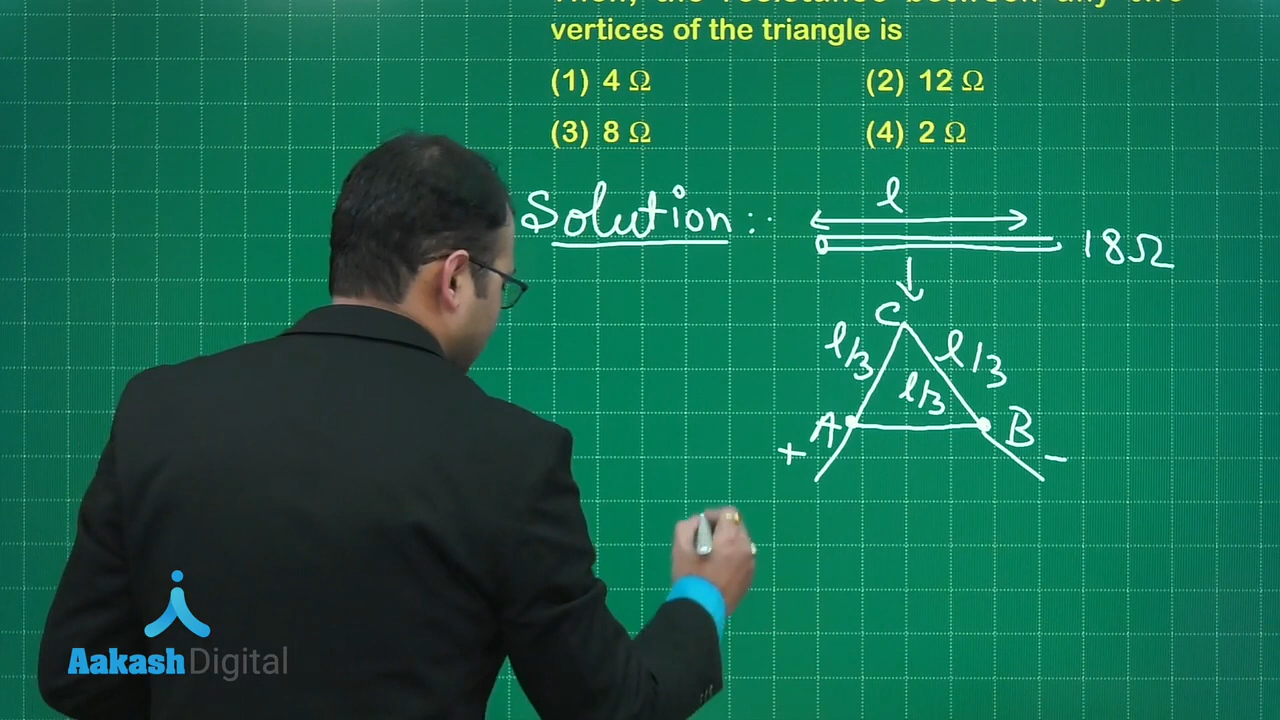 vertices of the triangle is
(1) 4 Ω (2) 12 Ω
(3) 8 Ω (4) 2 Ω
Solution :·
l
18Ω
C
l/3 l/3
l/3
A B
+ −
Aakash Digital